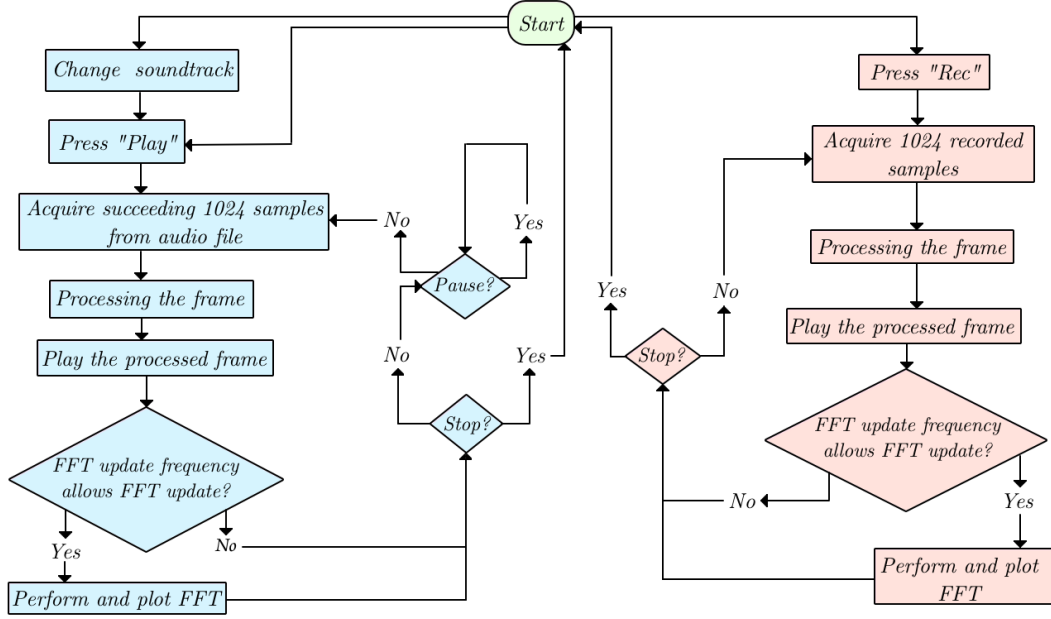 Start
Change soundtrack
Press "Play"
Acquire succeeding 1024 samples
from audio file
Processing the frame
Play the processed frame
FFT update frequency
allows FFT update?
Yes
No
Perform and plot FFT
Stop?
No
Yes
Pause?
No
Yes
Press "Rec"
Acquire 1024 recorded
samples
Processing the frame
Play the processed frame
FFT update frequency
allows FFT update?
No
Yes
Perform and plot
FFT
Stop?
Yes
No